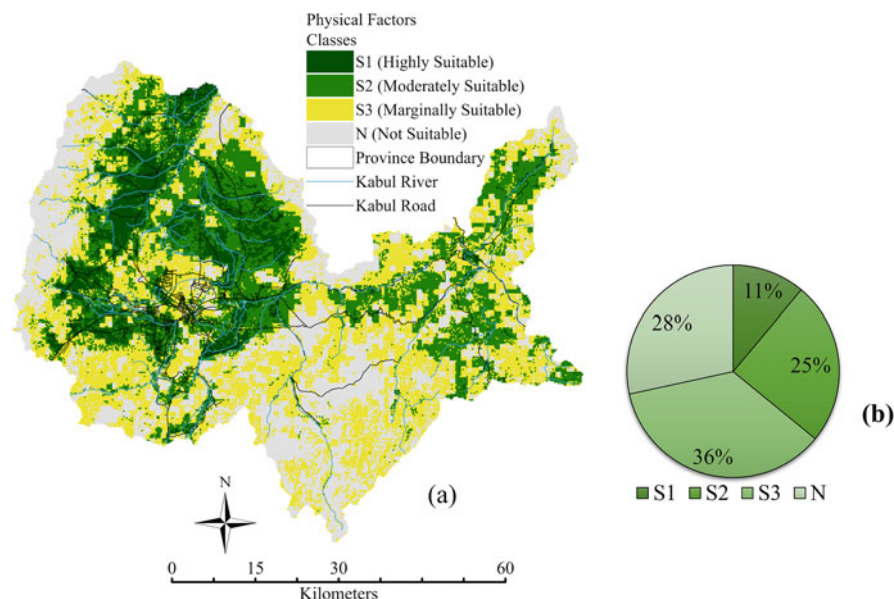 Physical Factors
Classes
S1 (Highly Suitable)
S2 (Moderately Suitable)
S3 (Marginally Suitable)
N (Not Suitable)
Province Boundary
Kabul River
Kabul Road
11%
28%
25%
36%
(b)
S1 S2 S3 N
N
(a)
0 15 30 60
Kilometers